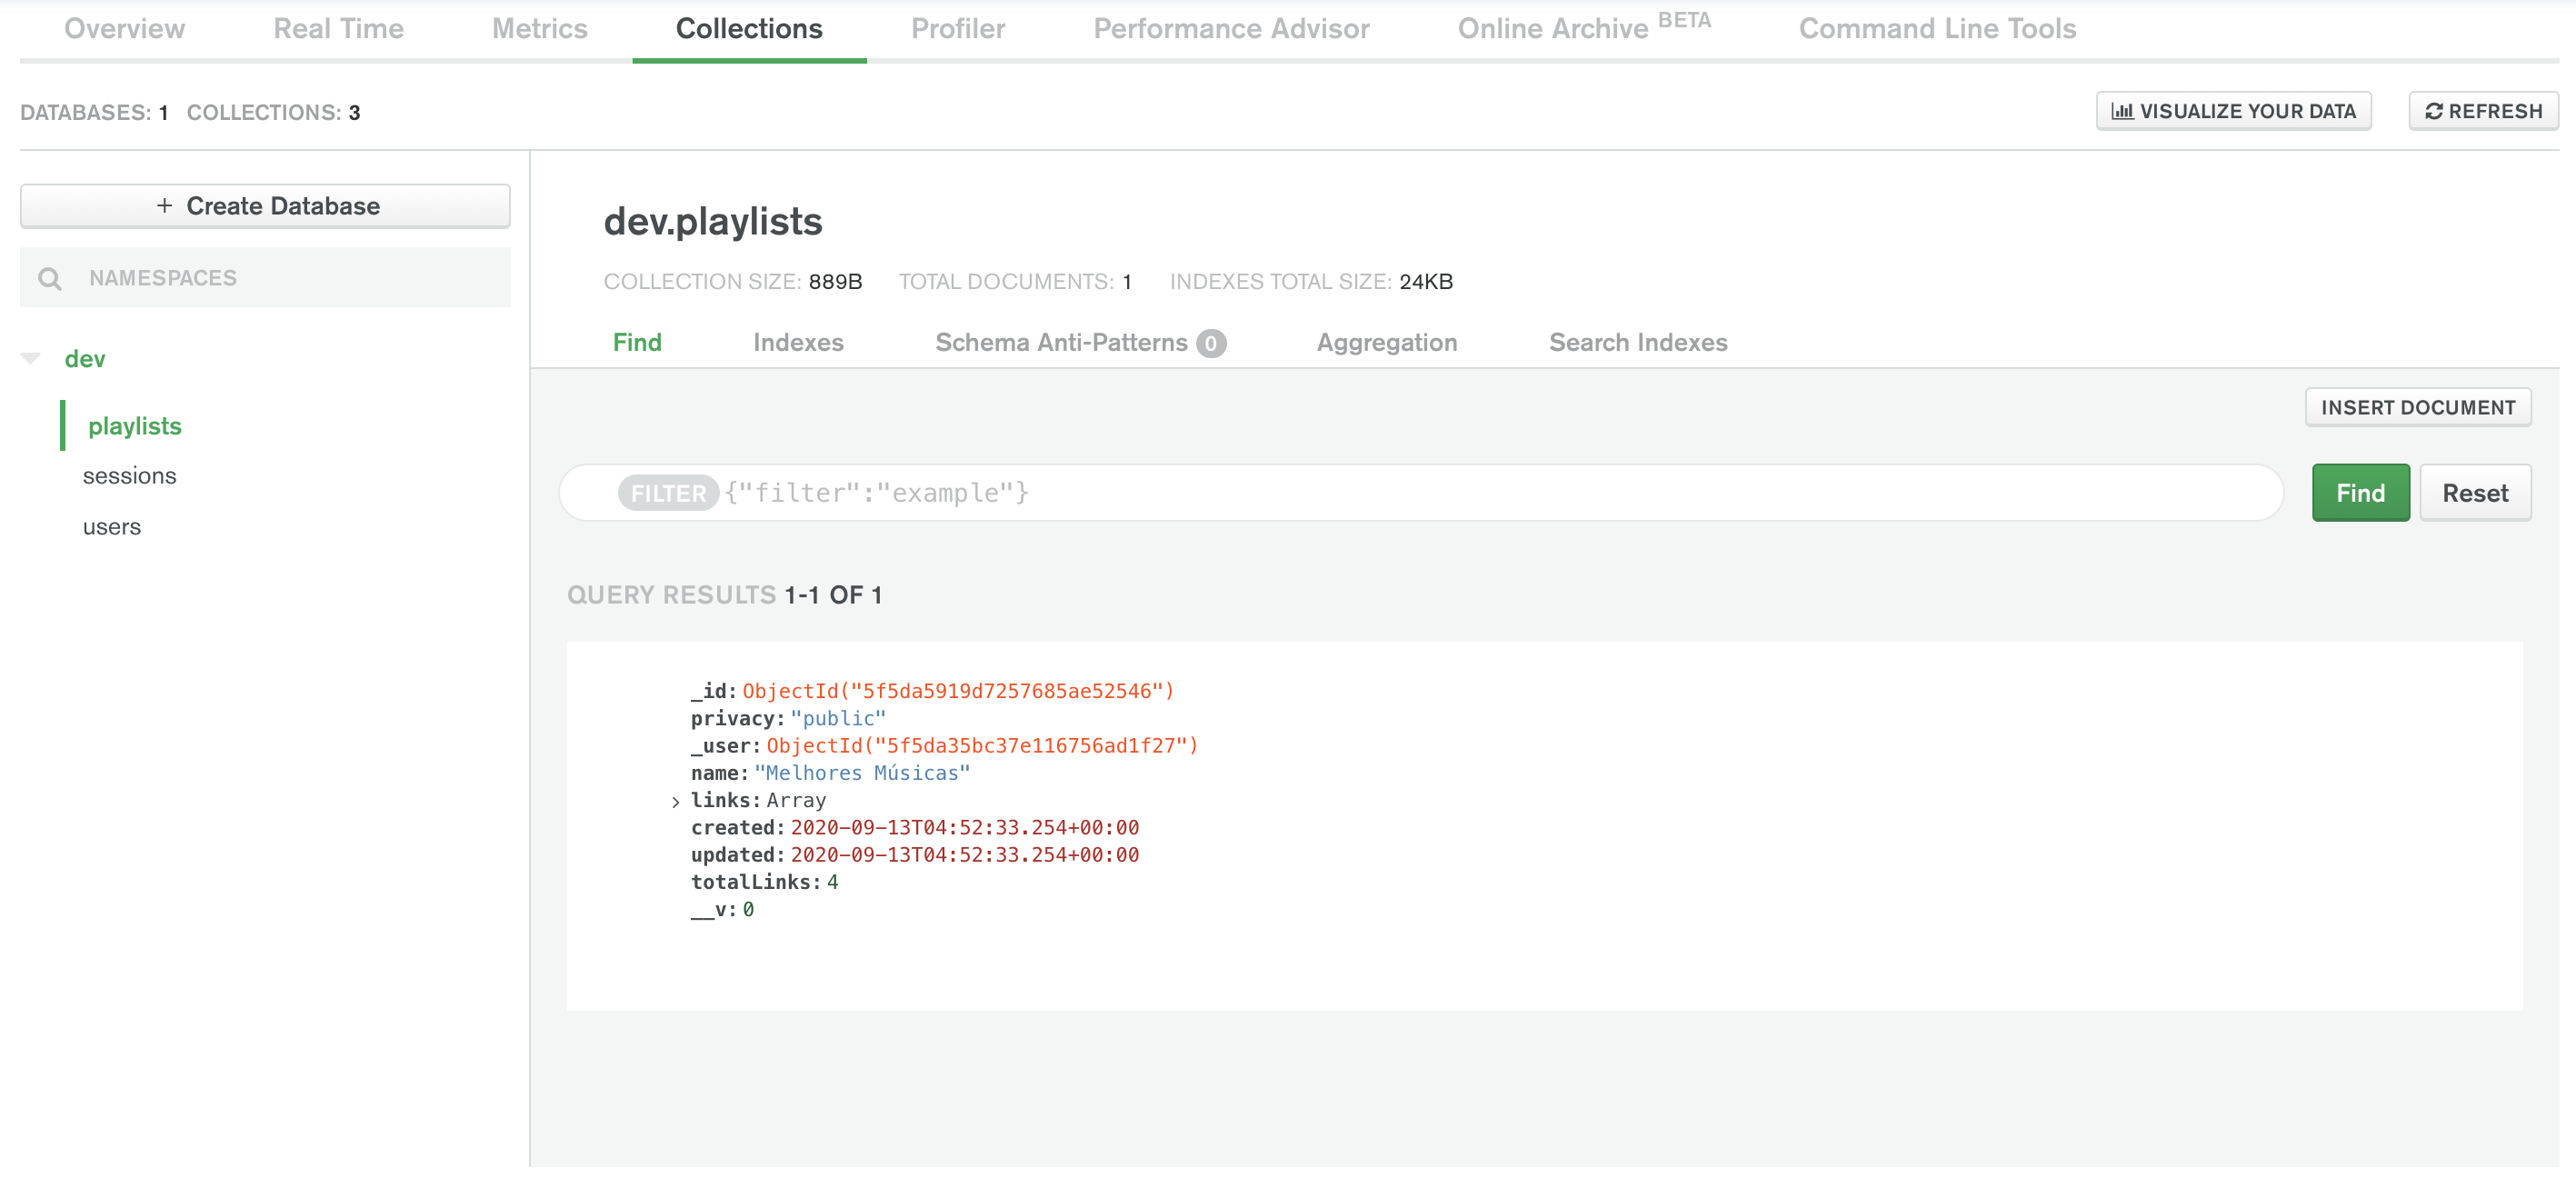 Overview Real Time Metrics Collections Profiler Performance Advisor Online Archive BETA Command Line Tools
DATABASES: 1 COLLECTIONS: 3
VISUALIZE YOUR DATA REFRESH
+ Create Database
NAMESPACES
dev
playlists
sessions
users
dev.playlists
COLLECTION SIZE: 889B TOTAL DOCUMENTS: 1 INDEXES TOTAL SIZE: 24KB
Find Indexes Schema Anti-Patterns 0 Aggregation Search Indexes
INSERT DOCUMENT
FILTER {"filter":"example"}
Find Reset
QUERY RESULTS 1-1 OF 1
_id: ObjectId("5f5da5919d7257685ae52546")
privacy: "public"
_user: ObjectId("5f5da35bc37e116756ad1f27")
name: "Melhores Músicas"
links: Array
created: 2020-09-13T04:52:33.254+00:00
updated: 2020-09-13T04:52:33.254+00:00
totalLinks: 4
__v: 0